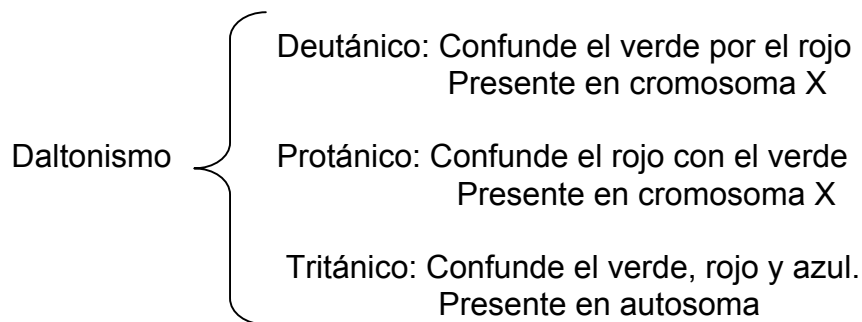 Deutánico: Confunde el verde por el rojo
Presente en cromosoma X
Daltonismo
Protánico: Confunde el rojo con el verde
Presente en cromosoma X
Tritánico: Confunde el verde, rojo y azul.
Presente en autosoma